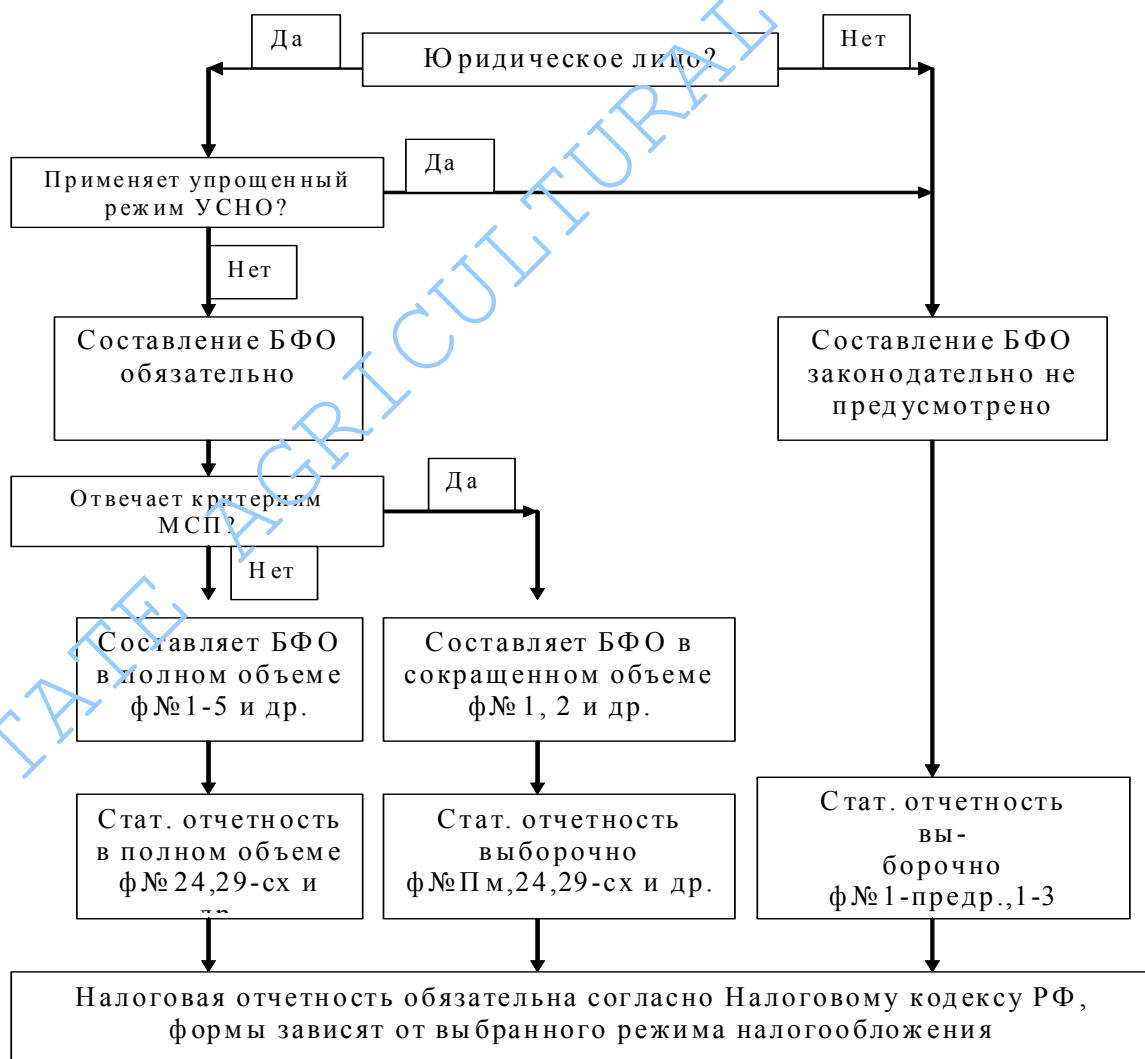 Да
Юридическое лицо?
Нет
Применяет упрощенный
режим УСНО?
Да
Нет
Составление БФО
обязательно
Составление БФО
законодательно не
предусмотрено
Отвечает критериям
МСП?
Да
Нет
Составляет БФО
в полном объеме
ф№1-5 и др.
Составляет БФО в
сокращенном объеме
ф№1, 2 и др.
Стат. отчетность
в полном объеме
ф№24,29-сх и
др.
Стат. отчетность
выборочно
ф№Пм,24,29-сх и др.
Стат. отчетность
вы-
борочно
ф№1-предр.,1-3
Налоговая отчетность обязательна согласно Налоговому кодексу РФ,
формы зависят от выбранного режима налогообложения
TATE AGRICULTURAL